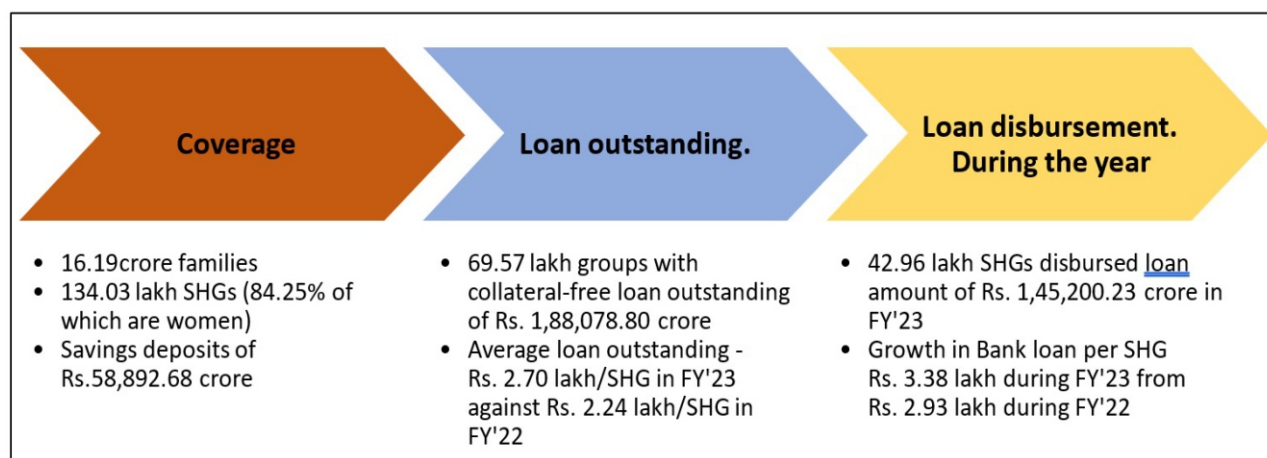 Coverage
• 16.19crore families
• 134.03 lakh SHGs (84.25% of
which are women)
• Savings deposits of
Rs.58,892.68 crore
Loan outstanding.
• 69.57 lakh groups with
collateral-free loan outstanding
of Rs. 1,88,078.80 crore
• Average loan outstanding -
Rs. 2.70 lakh/SHG in FY'23
against Rs. 2.24 lakh/SHG in
FY'22
Loan disbursement.
During the year
• 42.96 lakh SHGs disbursed loan
amount of Rs. 1,45,200.23 crore in
FY'23
• Growth in Bank loan per SHG
Rs. 3.38 lakh during FY'23 from
Rs. 2.93 lakh during FY'22